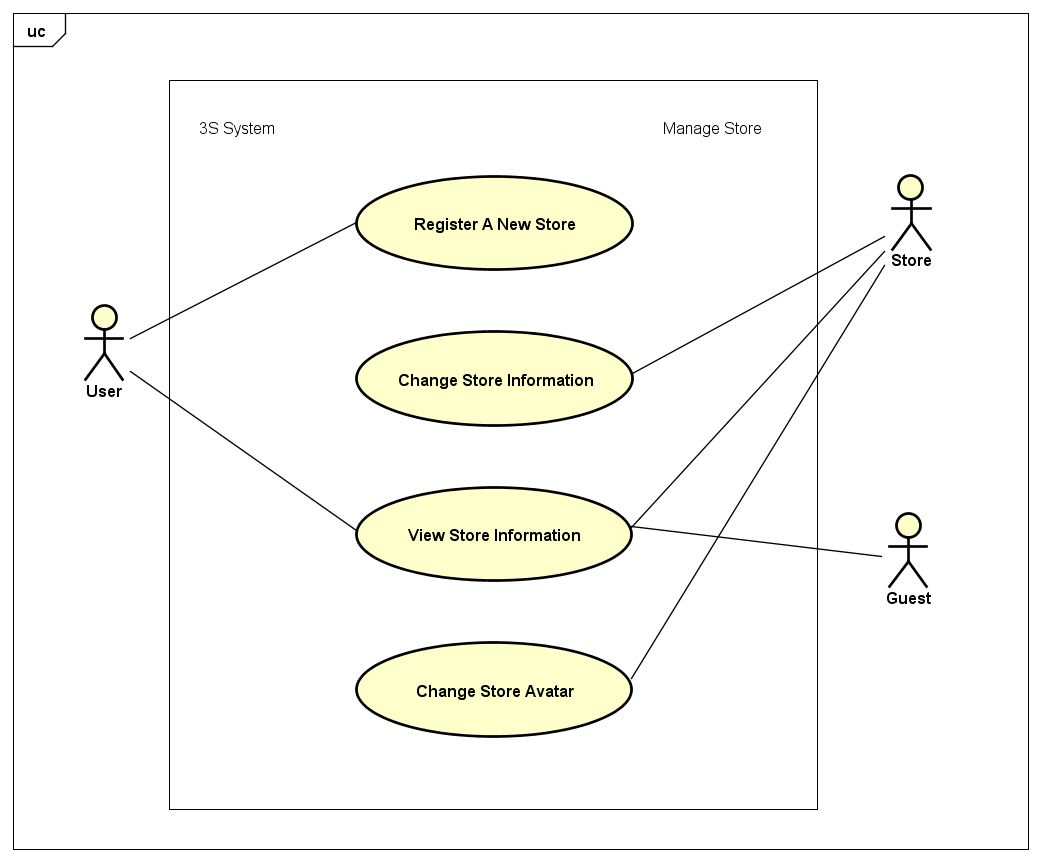 uc
3S System
Manage Store
Register A New Store
Store
Change Store Information
User
View Store Information
Guest
Change Store Avatar